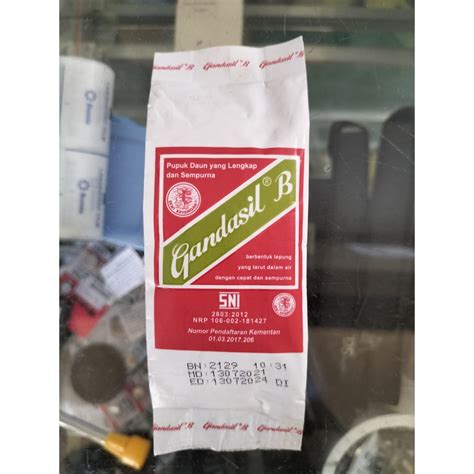 Gandasil B Gandasil B
Pupuk Daun yang Lengkap
dan Sempurna
Gandasil® B
berbentuk tepung
yang larut dalam air
dengan cepat dan sempurna
SNI
2803:2012
NRP 106-002-181427
Nomor Pendaftaran Kementan
01.03.2017.206
BN:2129 10:31
MD:13072021
ED:13072024 DI
Gandasil B Gandasil B